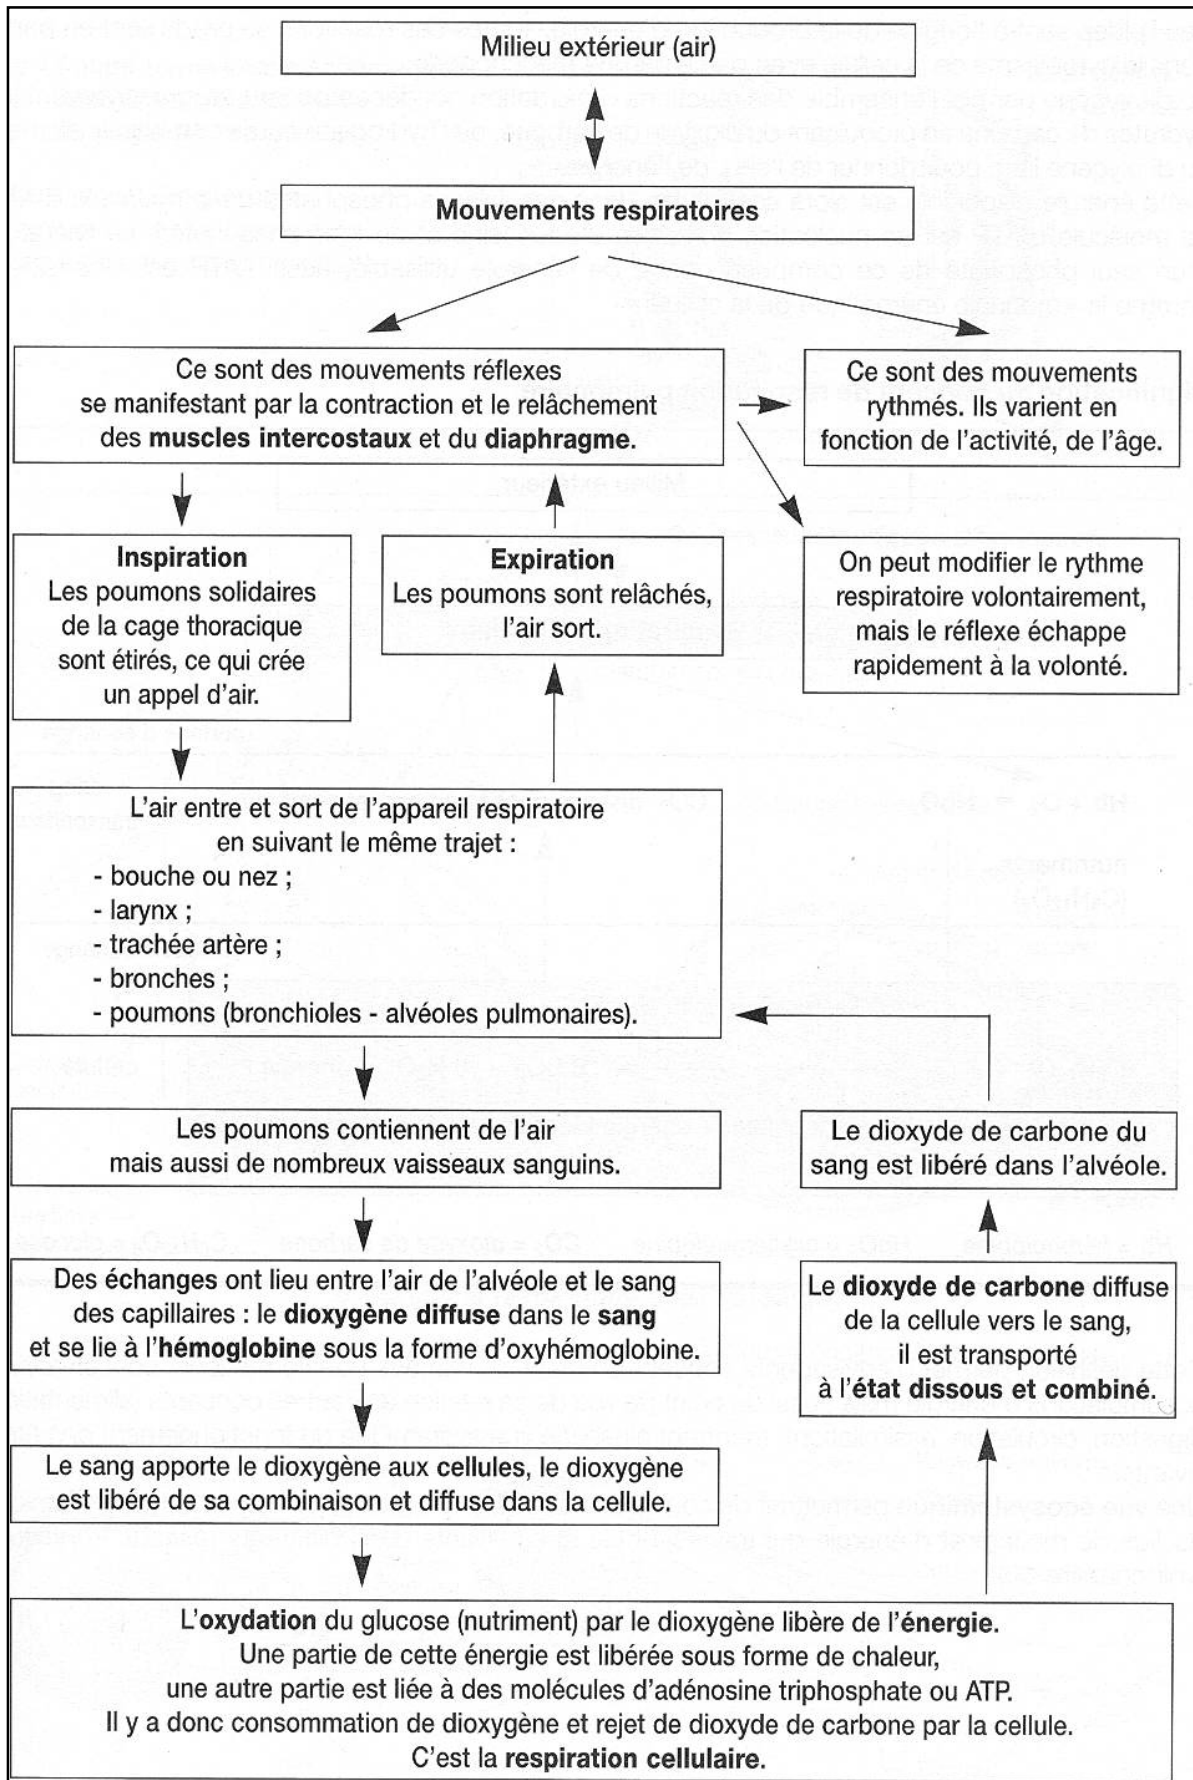 Milieu extérieur (air)
Mouvements respiratoires
Ce sont des mouvements réflexes
se manifestant par la contraction et le relâchement
des muscles intercostaux et du diaphragme.
Ce sont des mouvements
rythmés. Ils varient en
fonction de l'activité, de l'âge.
Inspiration
Les poumons solidaires
de la cage thoracique
sont étirés, ce qui crée
un appel d'air.
Expiration
Les poumons sont relâchés,
l'air sort.
On peut modifier le rythme
respiratoire volontairement,
mais le réflexe échappe
rapidement à la volonté.
L'air entre et sort de l'appareil respiratoire
en suivant le même trajet :
- bouche ou nez ;
- larynx ;
- trachée artère ;
- bronches ;
- poumons (bronchioles - alvéoles pulmonaires).
Les poumons contiennent de l'air
mais aussi de nombreux vaisseaux sanguins.
Le dioxyde de carbone du
sang est libéré dans l'alvéole.
Des échanges ont lieu entre l'air de l'alvéole et le sang
des capillaires : le dioxygène diffuse dans le sang
et se lie à l'hémoglobine sous la forme d'oxyhémoglobine.
Le dioxyde de carbone diffuse
de la cellule vers le sang,
il est transporté
à l'état dissous et combiné.
Le sang apporte le dioxygène aux cellules, le dioxygène
est libéré de sa combinaison et diffuse dans la cellule.
L'oxydation du glucose (nutriment) par le dioxygène libère de l'énergie.
Une partie de cette énergie est libérée sous forme de chaleur,
une autre partie est liée à des molécules d'adénosine triphosphate ou ATP.
Il y a donc consommation de dioxygène et rejet de dioxyde de carbone par la cellule.
C'est la respiration cellulaire.